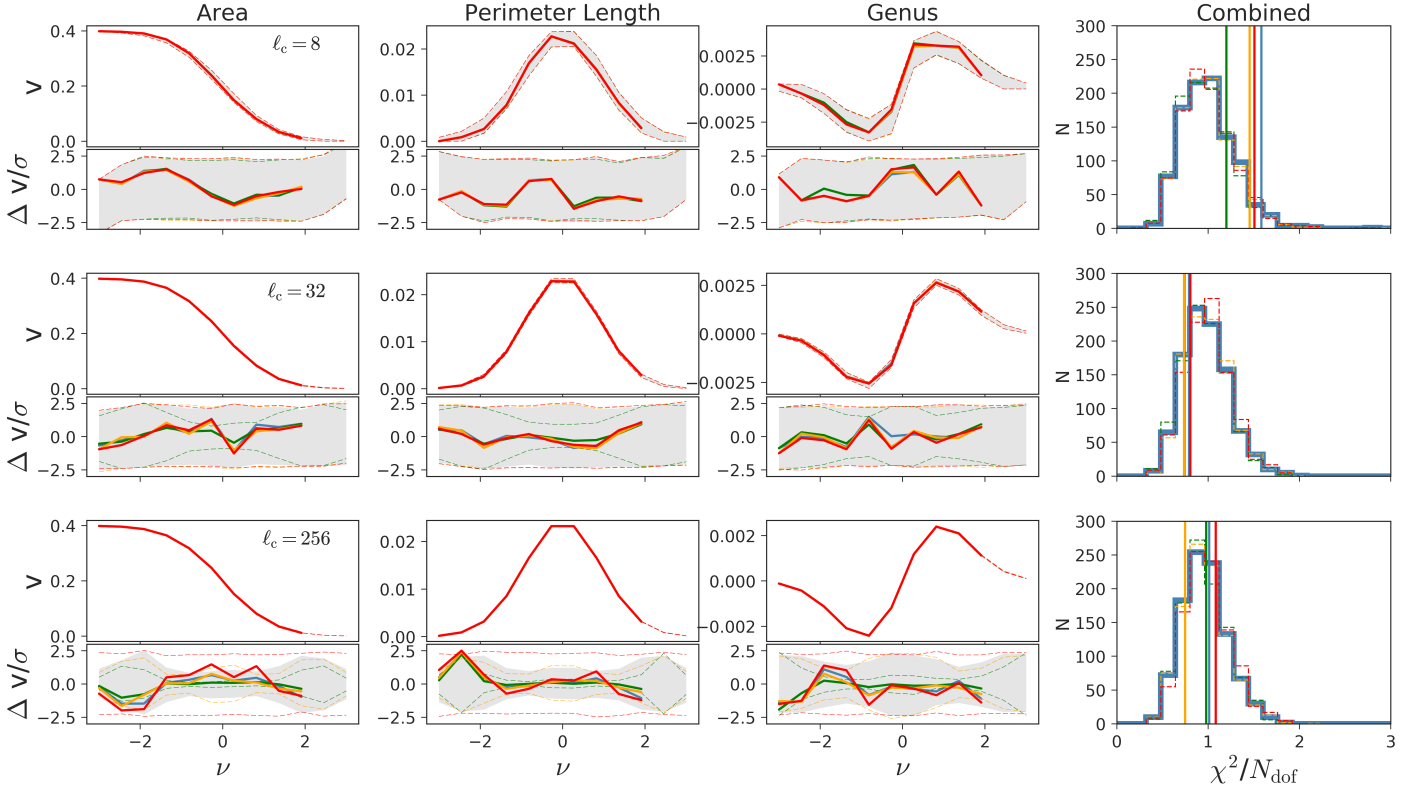 Area Perimeter Length Genus Combined
0.4 0.2 0.0 v ℓc = 8
0.02 0.01 0.00
0.0025 0.0000 −0.0025
300 250 200 150 100 50 0 N
2.5 0.0 −2.5 Δ v/σ
2.5 0.0 −2.5
2.5 0.0 −2.5
0.4 0.2 0.0 v ℓc = 32
0.02 0.01 0.00
0.0025 0.0000 −0.0025
300 250 200 150 100 50 0 N
2.5 0.0 −2.5 Δ v/σ
2.5 0.0 −2.5
2.5 0.0 −2.5
0.4 0.2 0.0 v ℓc = 256
0.02 0.01 0.00
0.002 0.000 −0.002
300 250 200 150 100 50 0 N
2.5 0.0 −2.5 Δ v/σ
2.5 0.0 −2.5
2.5 0.0 −2.5
−2 0 2 −2 0 2 −2 0 2 0 1 2 3
ν ν ν χ²/Ndof